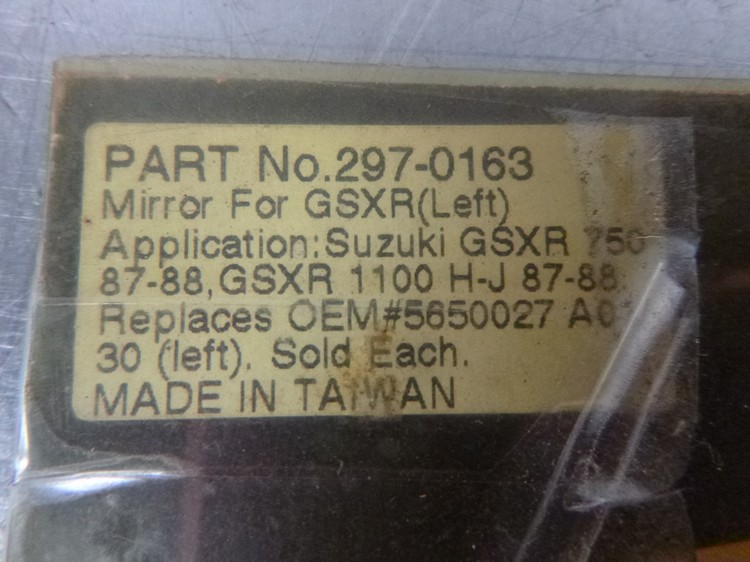 PART No.297-0163
Mirror For GSXR(Left)
Application:Suzuki GSXR 750
87-88,GSXR 1100 H-J 87-88.
Replaces OEM#5650027 A0
30 (left). Sold Each.
MADE IN TAIWAN